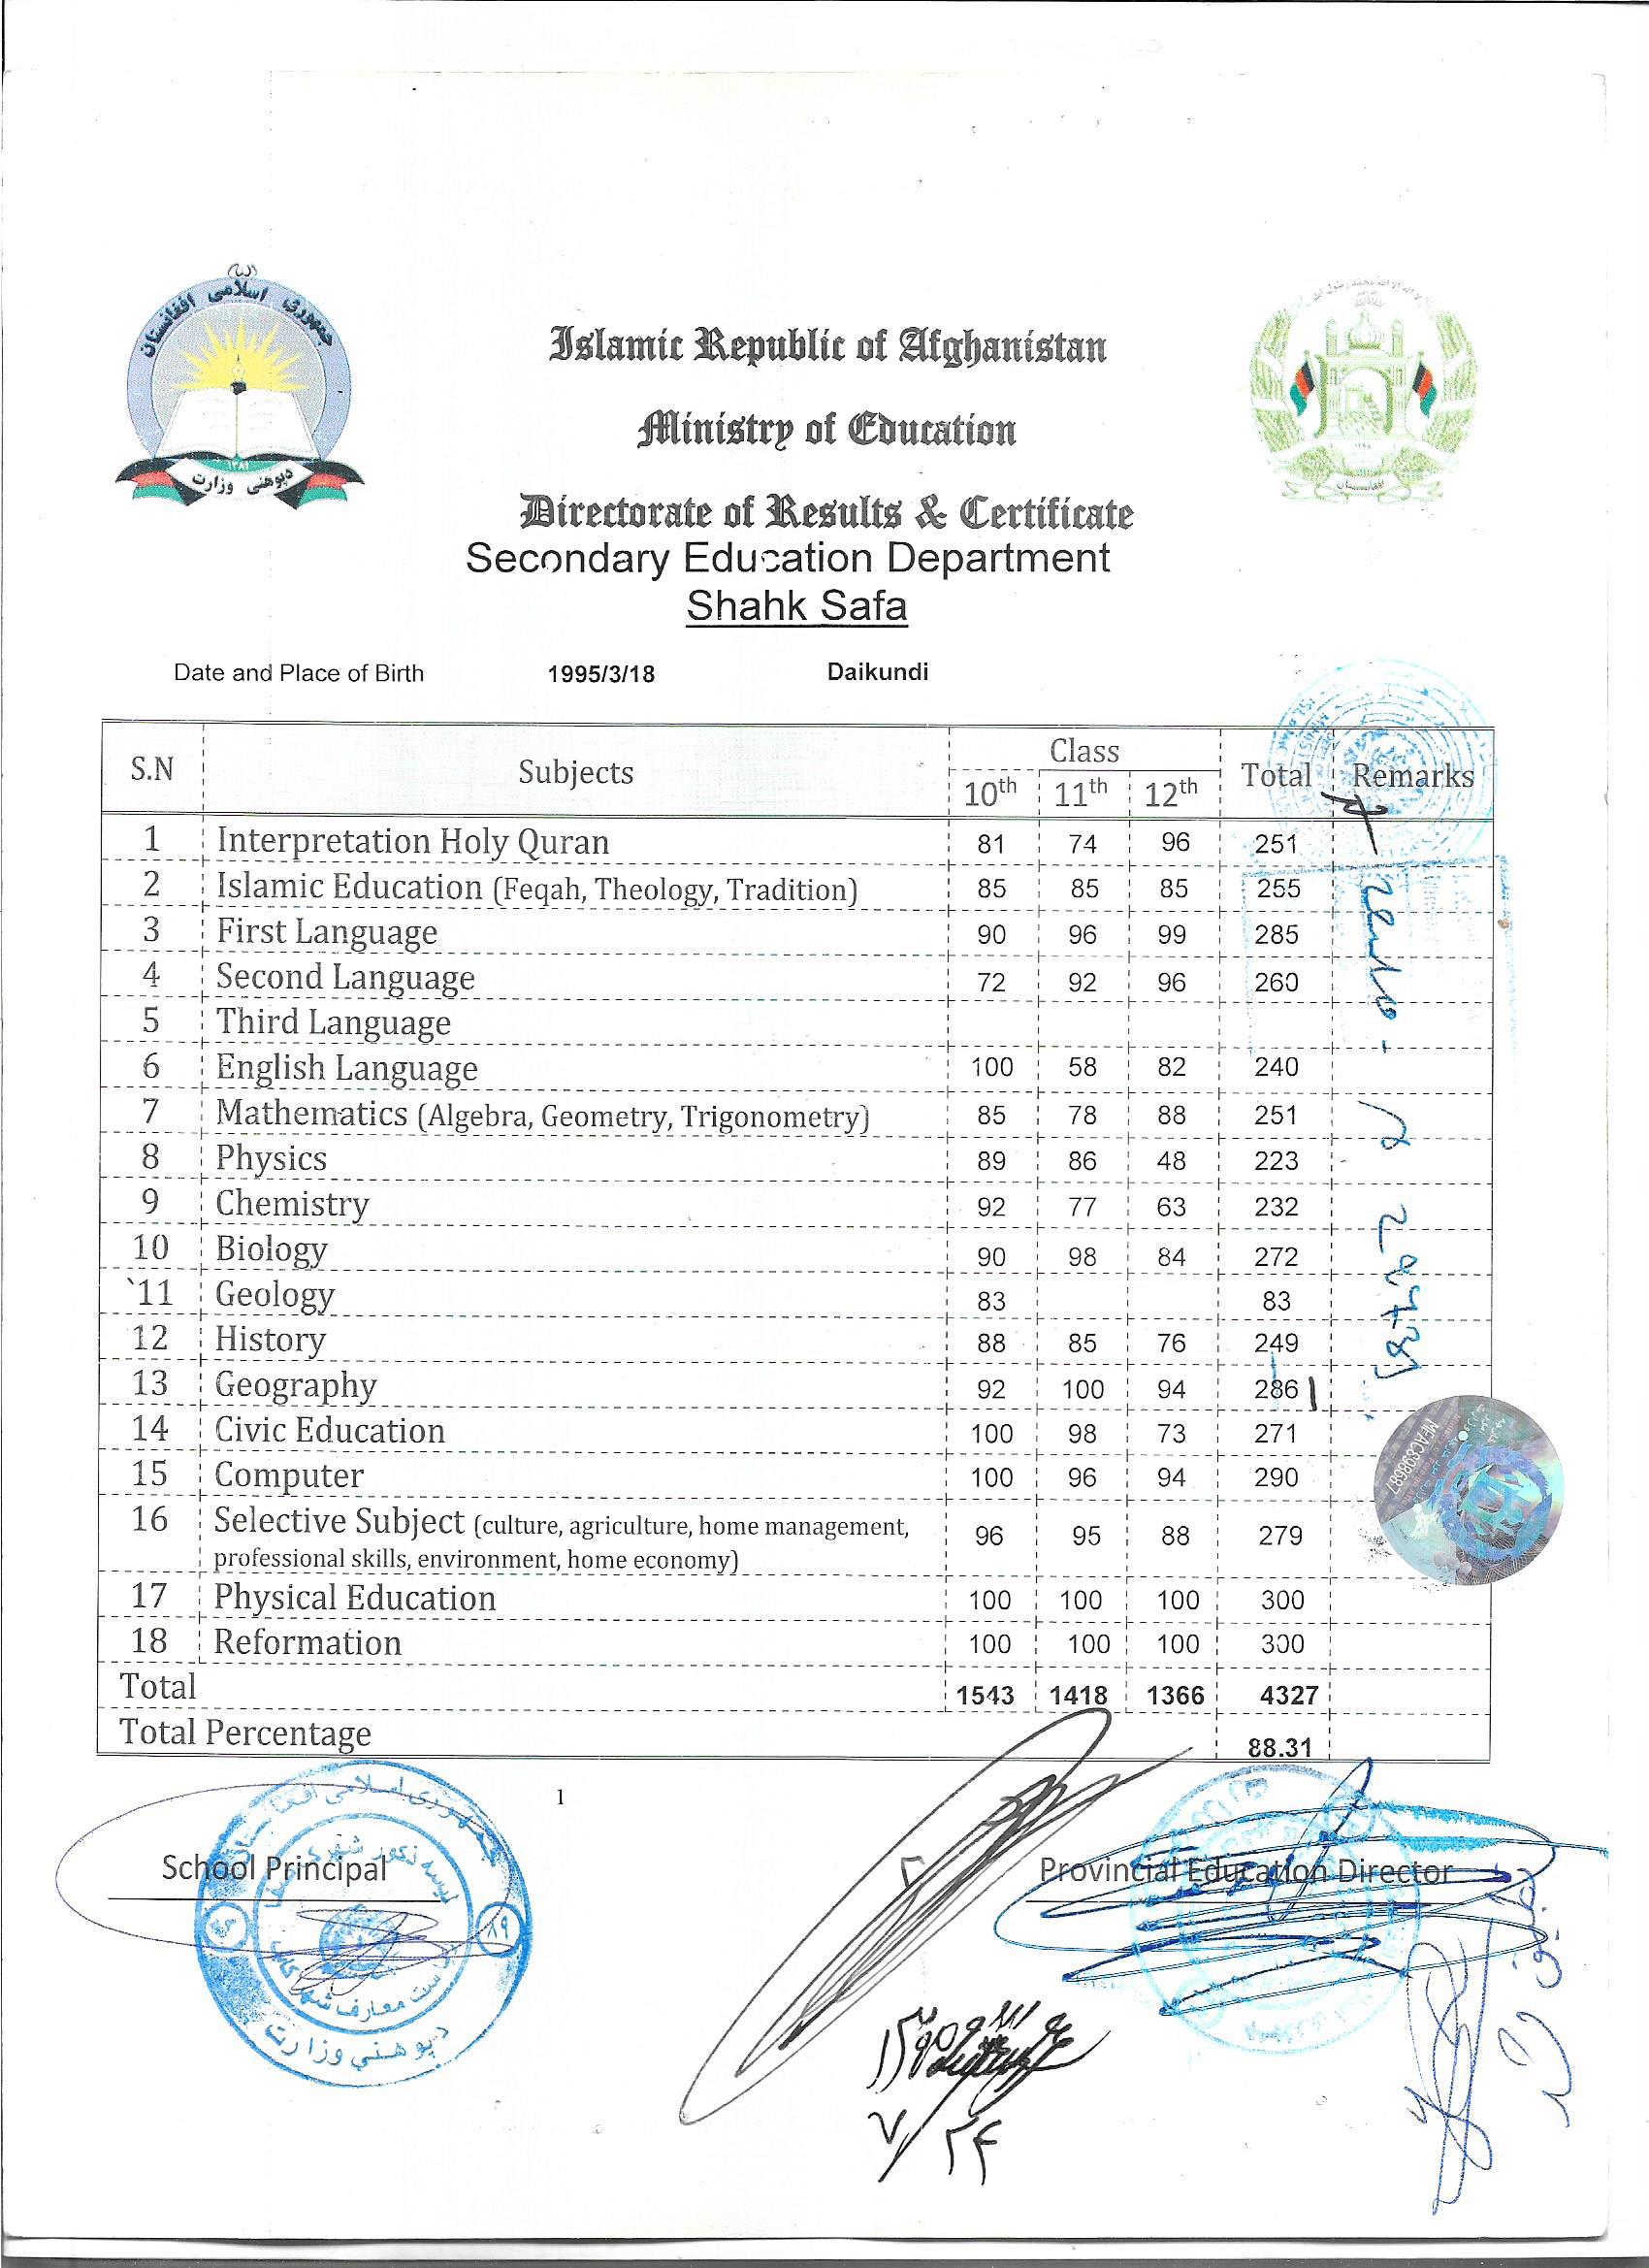 جمهوری اسلامی افغانستان
۱۳۸۱
دپوهنې وزارت
Islamic Republic of Afghanistan
Ministry of Education
Directorate of Results & Certificate
Secondary Education Department
Shahk Safa
Date and Place of Birth 1995/3/18 Daikundi
S.N Subjects Class Total Remarks
10th 11th 12th
1 Interpretation Holy Quran 81 74 96 251
2 Islamic Education (Feqah, Theology, Tradition) 85 85 85 255
3 First Language 90 96 99 285
4 Second Language 72 92 96 260
5 Third Language
6 English Language 100 58 82 240
7 Mathematics (Algebra, Geometry, Trigonometry) 85 78 88 251
8 Physics 89 86 48 223
9 Chemistry 92 77 63 232
10 Biology 90 98 84 272
`11 Geology 83 83
12 History 88 85 76 249
13 Geography 92 100 94 286
14 Civic Education 100 98 73 271
15 Computer 100 96 94 290
16 Selective Subject (culture, agriculture, home management,
professional skills, environment, home economy) 96 95 88 279
17 Physical Education 100 100 100 300
18 Reformation 100 100 100 300
Total 1543 1418 1366 4327
Total Percentage 88.31
1
School Principal
Provincial Education Director
جمهوری اسلامی افغانستان
معارف شهر کابل
دپوهنې وزارت